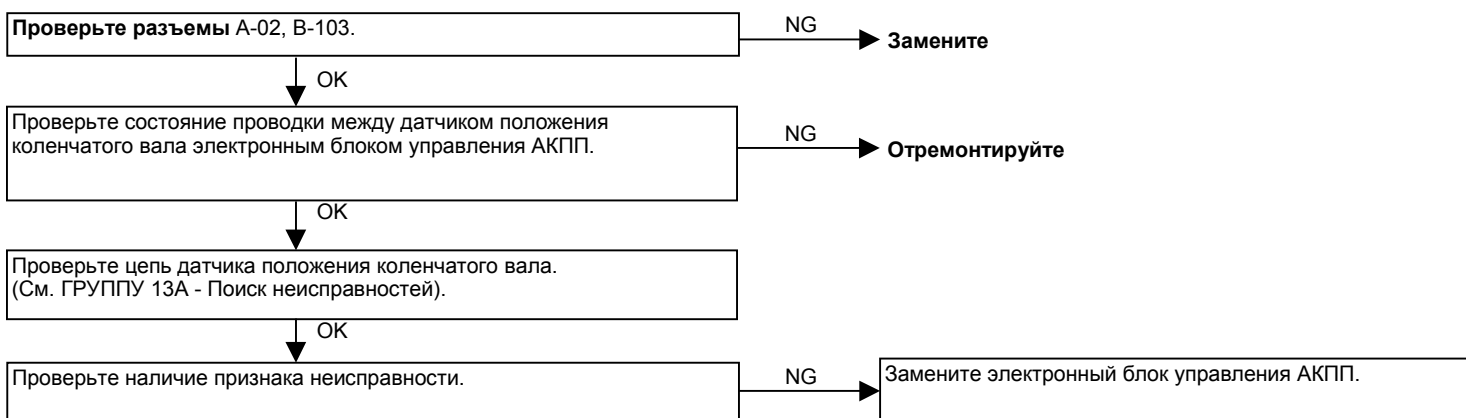 Проверьте разъемы A-02, B-103.
NG
Замените
OK
Проверьте состояние проводки между датчиком положения
коленчатого вала электронным блоком управления АКПП.
NG
Отремонтируйте
OK
Проверьте цепь датчика положения коленчатого вала.
(См. ГРУППУ 13A - Поиск неисправностей).
OK
Проверьте наличие признака неисправности.
NG
Замените электронный блок управления АКПП.